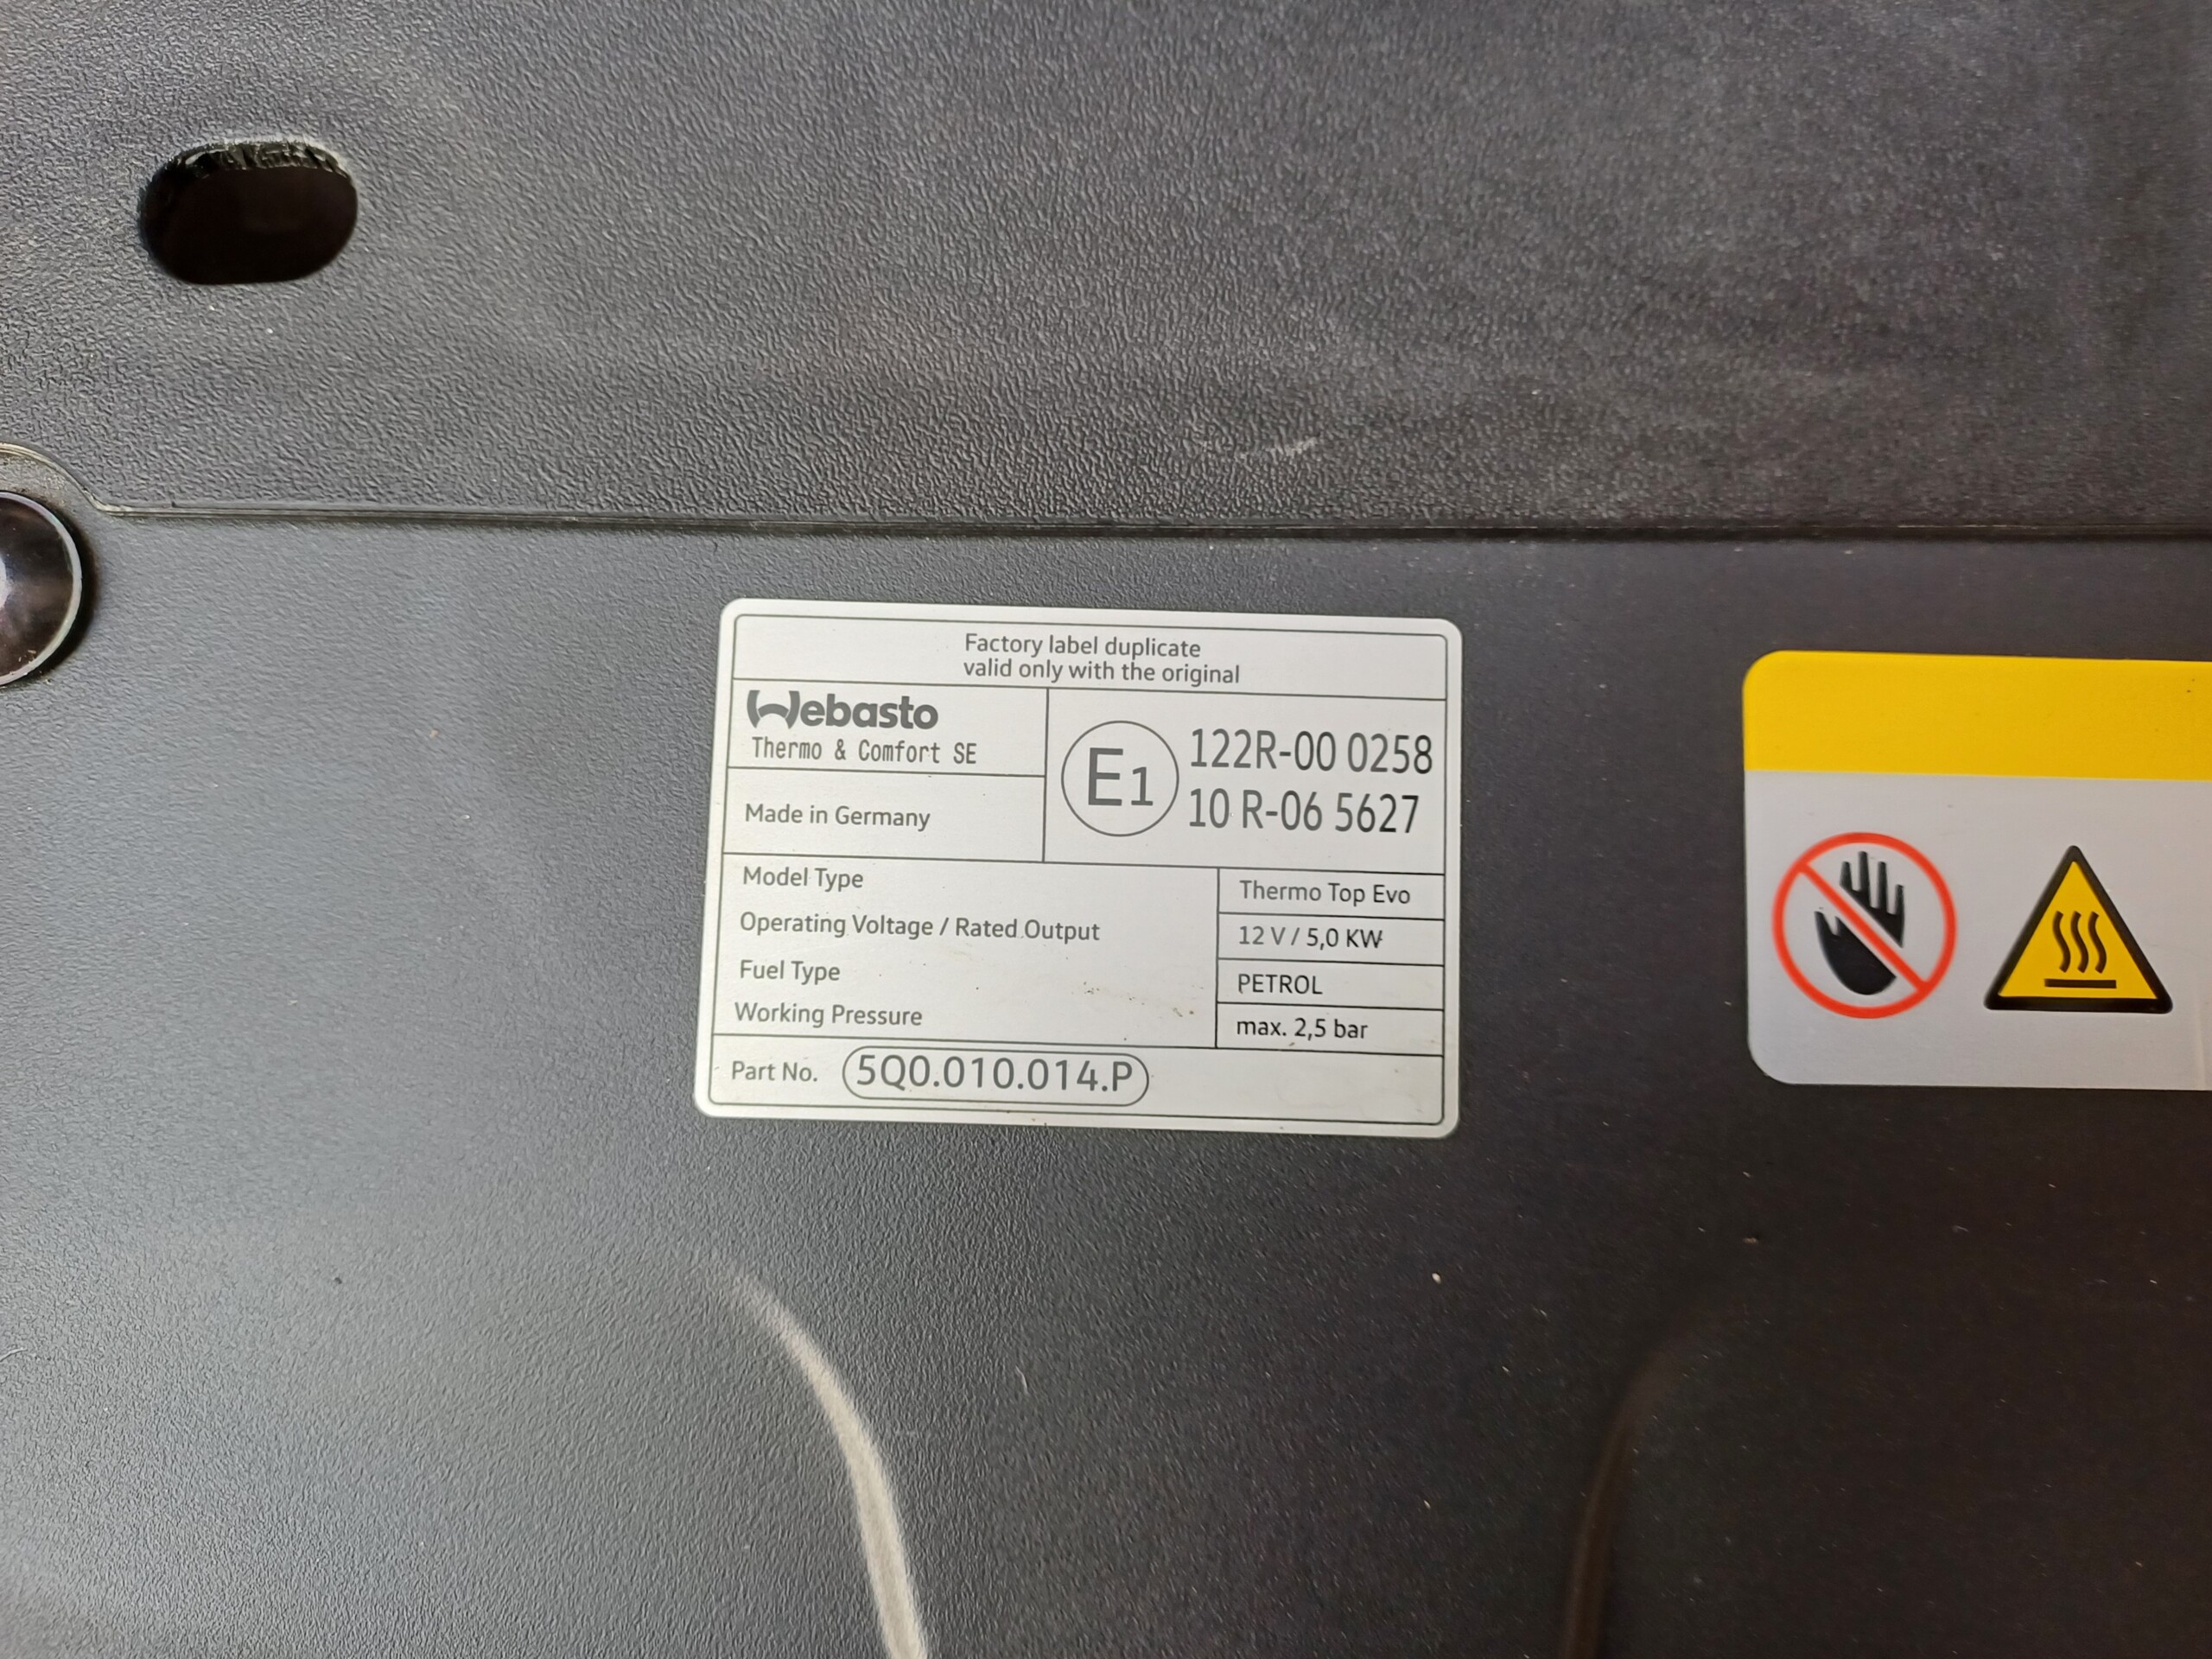 Factory label duplicate
valid only with the original
Webasto
Thermo & Comfort SE
Made in Germany
E1
122R-00 0258
10 R-06 5627
Model Type
Thermo Top Evo
Operating Voltage / Rated Output
12 V / 5,0 KW
Fuel Type
PETROL
Working Pressure
max. 2,5 bar
Part No. 5Q0.010.014.P